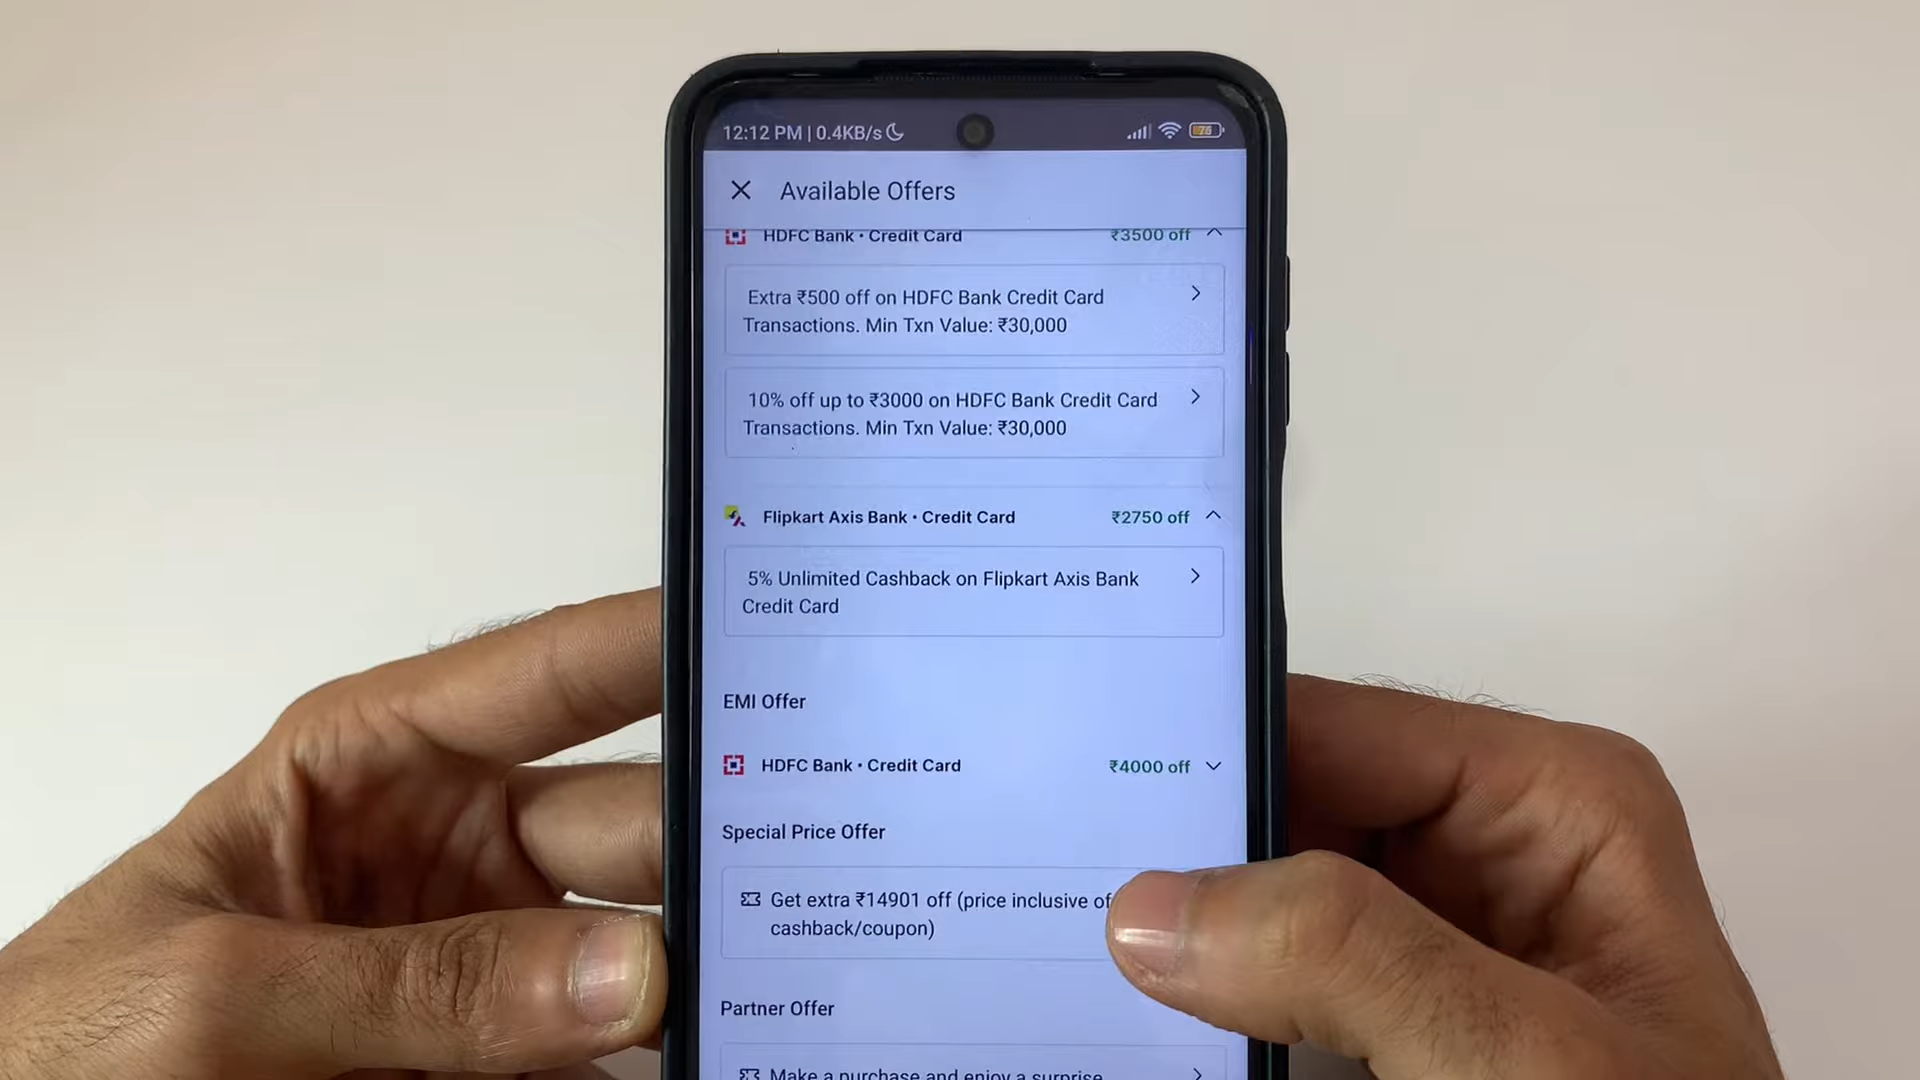 12:12 PM | 0.4KB/s
76
Available Offers
HDFC Bank • Credit Card
₹3500 off
Extra ₹500 off on HDFC Bank Credit Card
Transactions. Min Txn Value: ₹30,000
10% off up to ₹3000 on HDFC Bank Credit Card
Transactions. Min Txn Value: ₹30,000
Flipkart Axis Bank • Credit Card
₹2750 off
5% Unlimited Cashback on Flipkart Axis Bank
Credit Card
EMI Offer
HDFC Bank • Credit Card
₹4000 off
Special Price Offer
Get extra ₹14901 off (price inclusive of
cashback/coupon)
Partner Offer
Make a purchase and enjoy a surprise